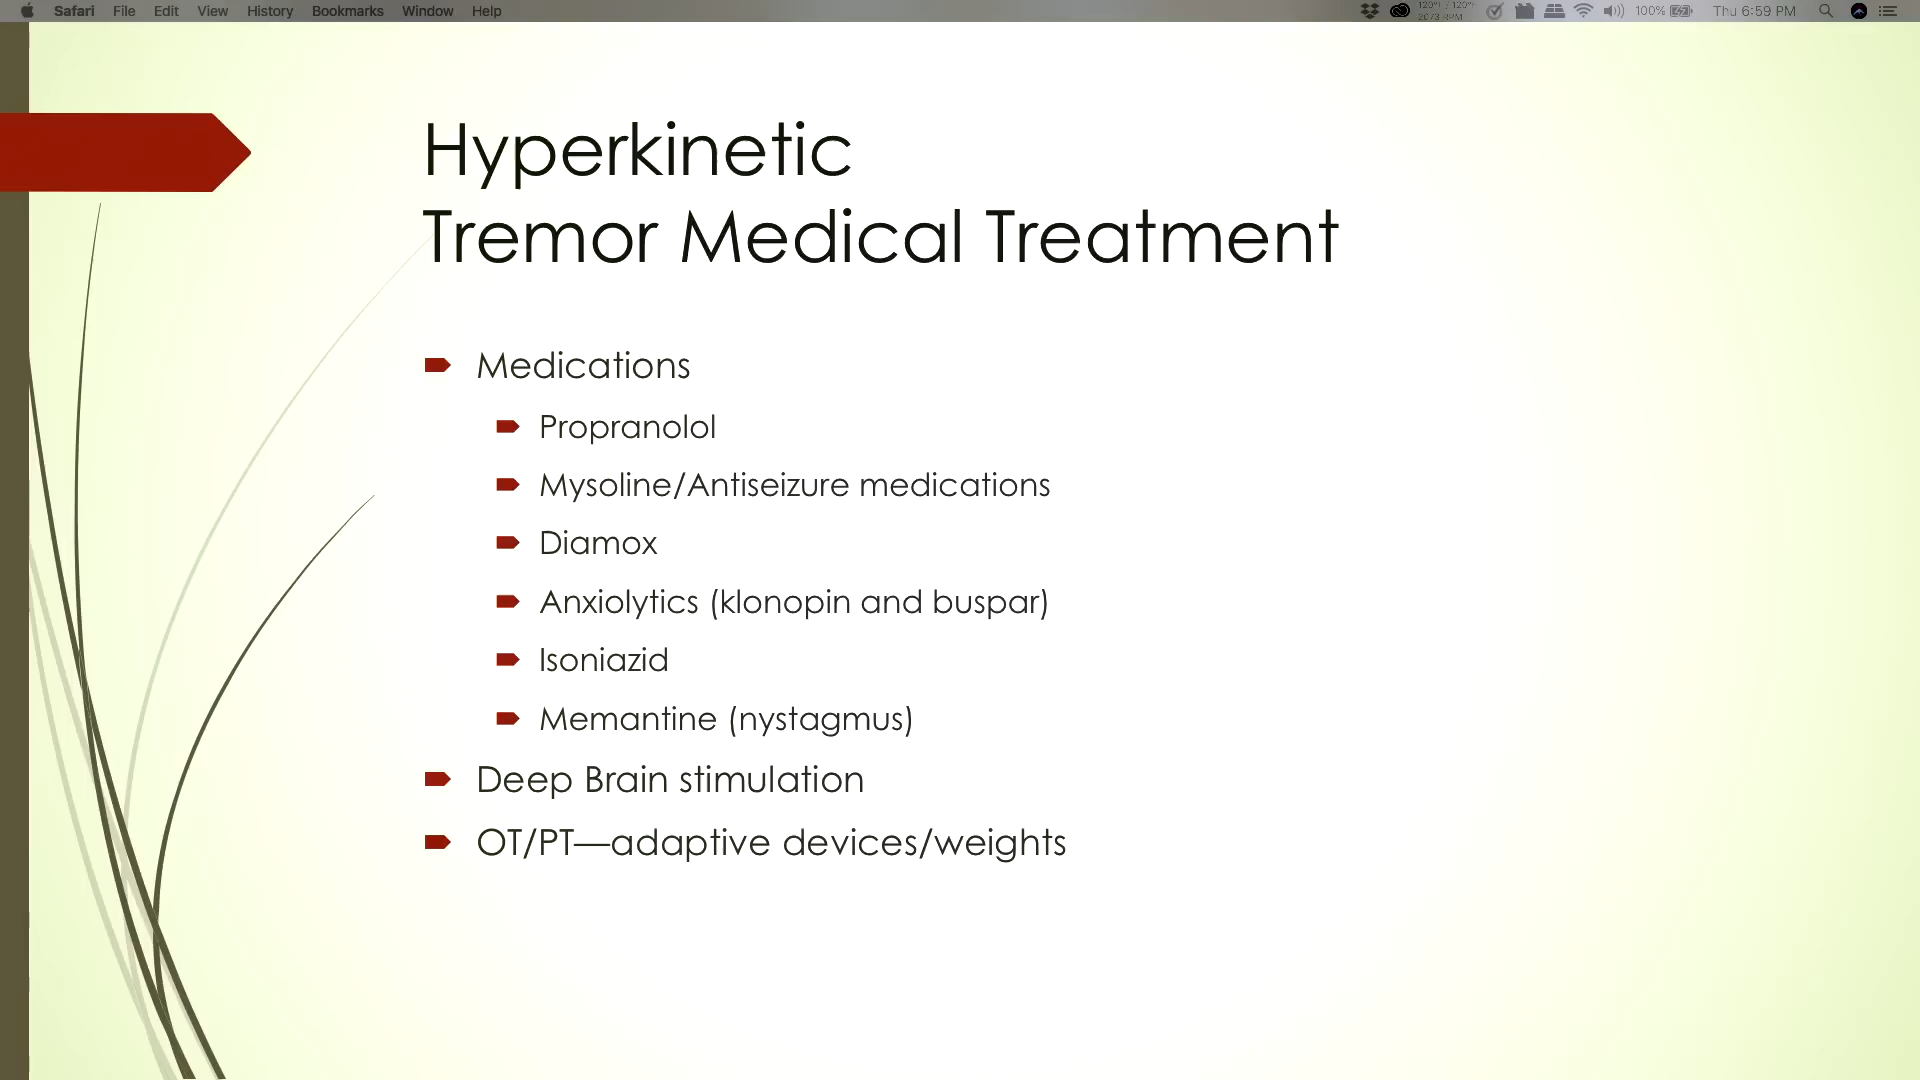 Safari File Edit View History Bookmarks Window Help
100% Thu 6:59 PM
Hyperkinetic
Tremor Medical Treatment
Medications
Propranolol
Mysoline/Antiseizure medications
Diamox
Anxiolytics (klonopin and buspar)
Isoniazid
Memantine (nystagmus)
Deep Brain stimulation
OT/PT—adaptive devices/weights